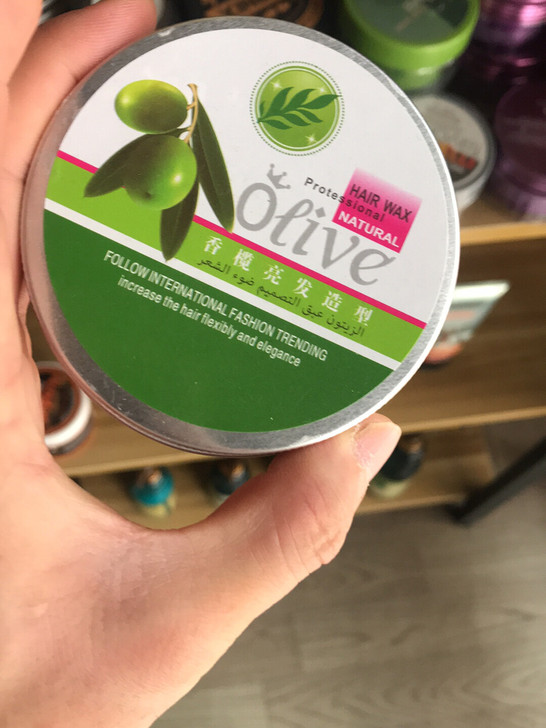 HAIR WAX
Professional
NATURAL
Olive
香榄亮发造型
الزيتون عبق التصميم ضوء الشعر
FOLLOW INTERNATIONAL FASHION TRENDING
increase the hair flexibly and elegance